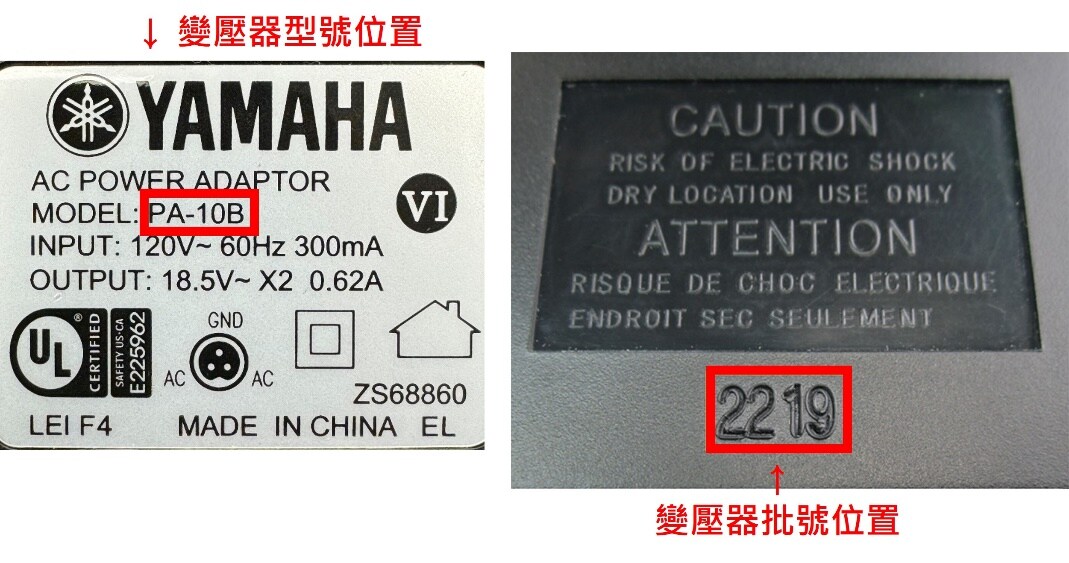 ↓ 變壓器型號位置
YAMAHA
AC POWER ADAPTOR
MODEL: PA-10B
VI
INPUT: 120V~ 60Hz 300mA
OUTPUT: 18.5V~ X2 0.62A
UL
®
CERTIFIED
SAFETY US-CA
E225962
GND
AC
AC
ZS68860
LEI F4
MADE IN CHINA EL
CAUTION
RISK OF ELECTRIC SHOCK
DRY LOCATION USE ONLY
ATTENTION
RISQUE DE CHOC ELECTRIQUE
ENDROIT SEC SEULEMENT
22 19
↑
變壓器批號位置